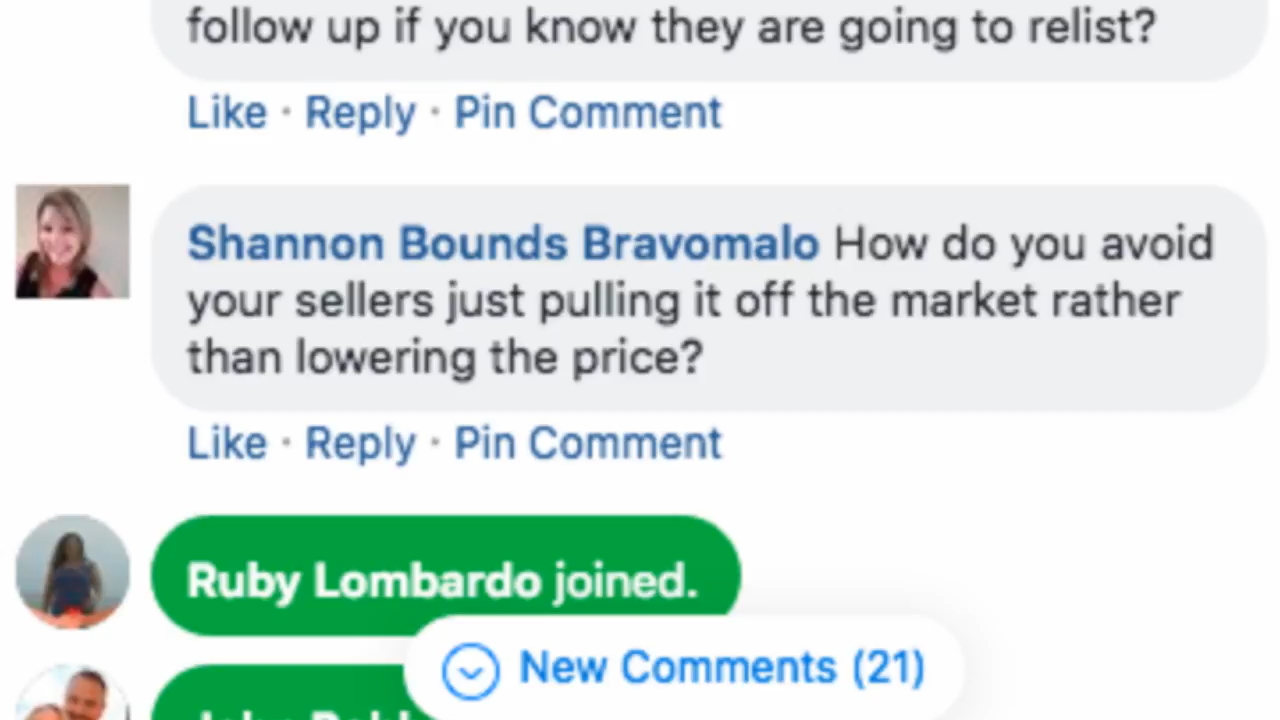 follow up if you know they are going to relist?
Like · Reply · Pin Comment
Shannon Bounds Bravomalo How do you avoid
your sellers just pulling it off the market rather
than lowering the price?
Like · Reply · Pin Comment
Ruby Lombardo joined.
New Comments (21)